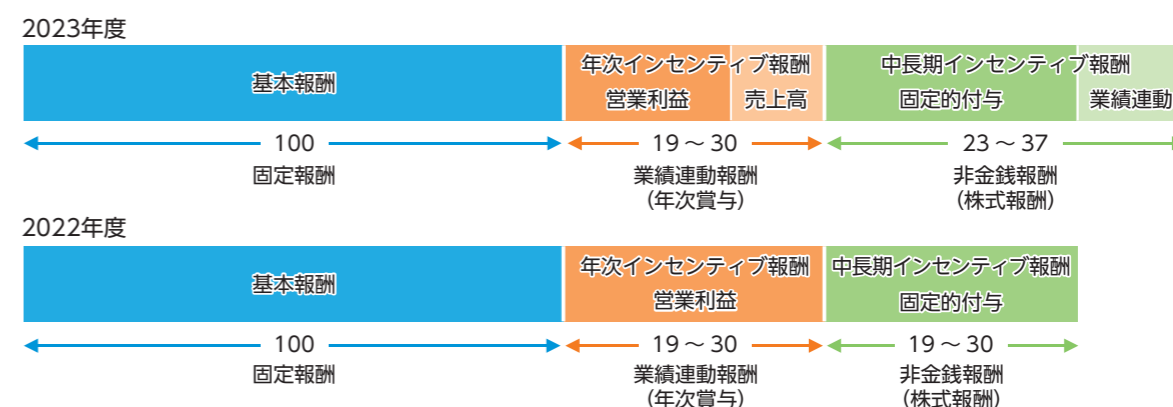 2023年度
基本報酬
年次インセンティブ報酬
営業利益 売上高
中長期インセンティブ報酬
固定的付与 業績連動
100
固定報酬
19～30
業績連動報酬
（年次賞与）
23～37
非金銭報酬
（株式報酬）
2022年度
基本報酬
年次インセンティブ報酬
営業利益
中長期インセンティブ報酬
固定的付与
100
固定報酬
19～30
業績連動報酬
（年次賞与）
19～30
非金銭報酬
（株式報酬）